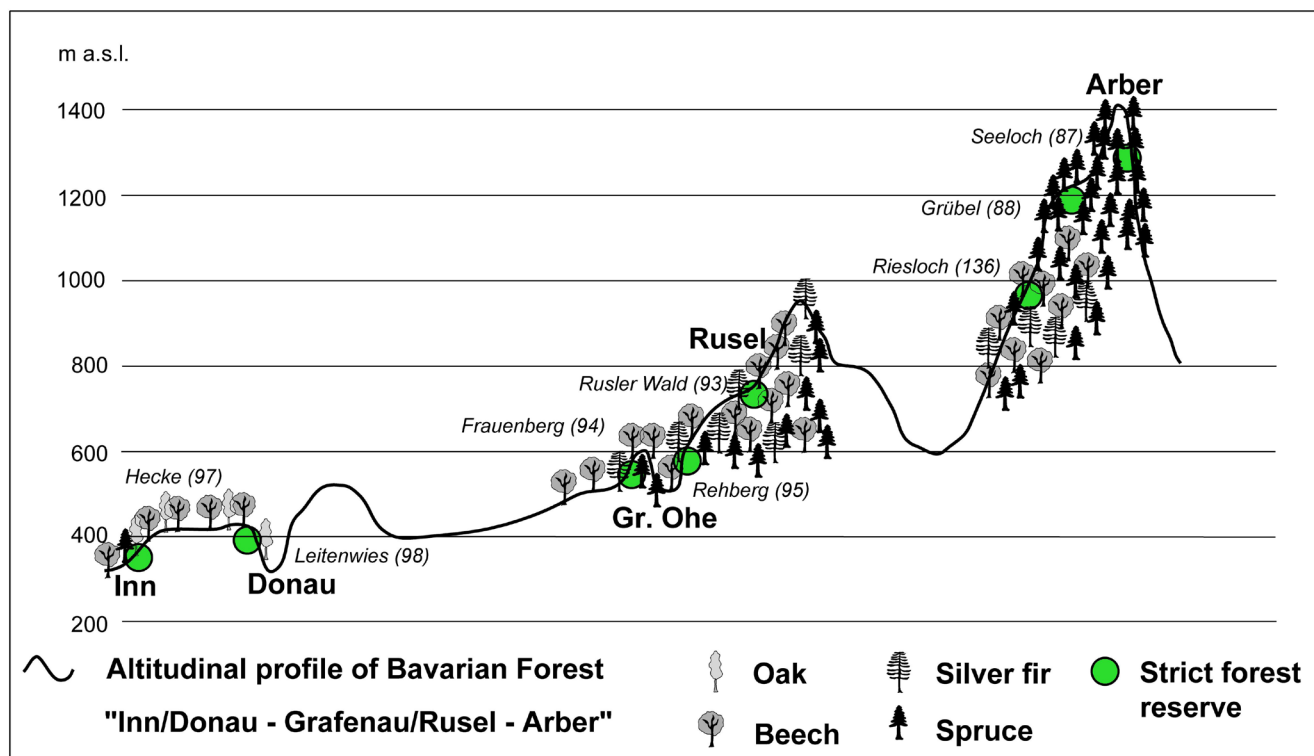 m a.s.l.
Arber
1400
Seeloch (87)
1200
Grübel (88)
Riesloch (136)
1000
Rusel
800
Rusler Wald (93)
Frauenberg (94)
600
Hecke (97)
Rehberg (95)
Gr. Ohe
400
Leitenwies (98)
Inn
Donau
200
Altitudinal profile of Bavarian Forest
"Inn/Donau - Grafenau/Rusel - Arber"
Oak
Beech
Silver fir
Spruce
Strict forest
reserve